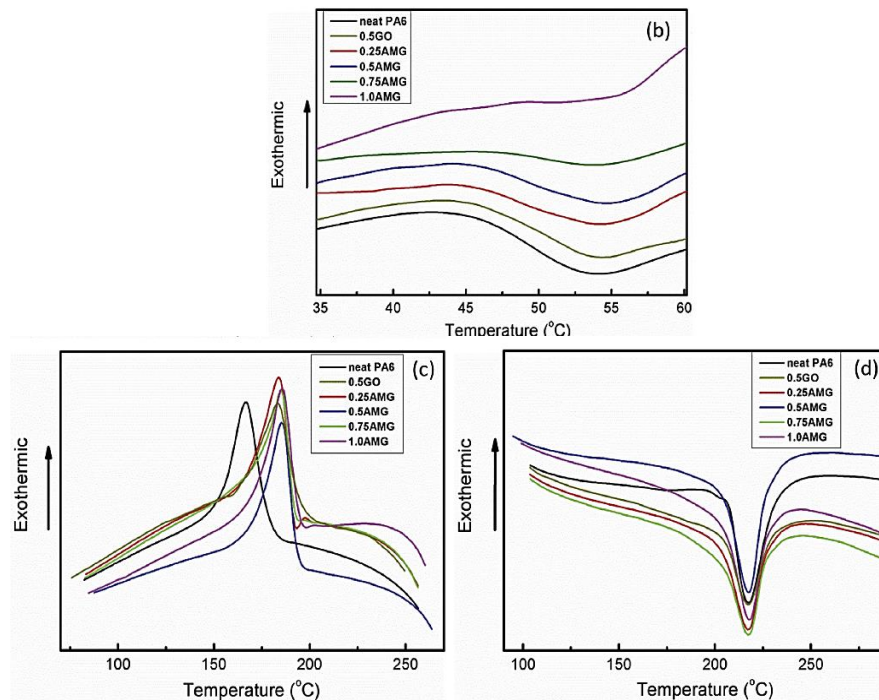 (b)
neat PA6
0.5GO
0.25AMG
0.5AMG
0.75AMG
1.0AMG
Exothermic
35 40 45 50 55 60
Temperature (°C)
(c)
neat PA6
0.5GO
0.25AMG
0.5AMG
0.75AMG
1.0AMG
Exothermic
100 150 200 250
Temperature (°C)
(d)
neat PA6
0.5GO
0.25AMG
0.5AMG
0.75AMG
1.0AMG
Exothermic
100 150 200 250
Temperature (°C)